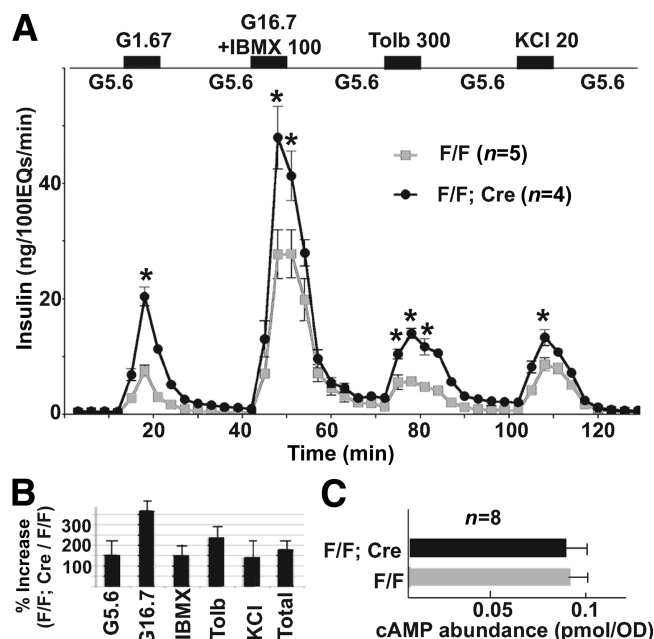 A
G1.67
G16.7
+IBMX 100
Tolb 300
KCl 20
G5.6
G5.6
G5.6
G5.6
G5.6
Insulin (ng/100IEQs/min)
40
20
0
F/F (n=5)
F/F; Cre (n=4)
*
*
*
*
*
*
*
20
40
60
80
100
120
Time (min)
B
% Increase
(F/F; Cre / F/F)
300
200
100
G5.6
G16.7
IBMX
Tolb
KCl
Total
C
n=8
F/F; Cre
F/F
0.05
0.1
cAMP abundance (pmol/OD)